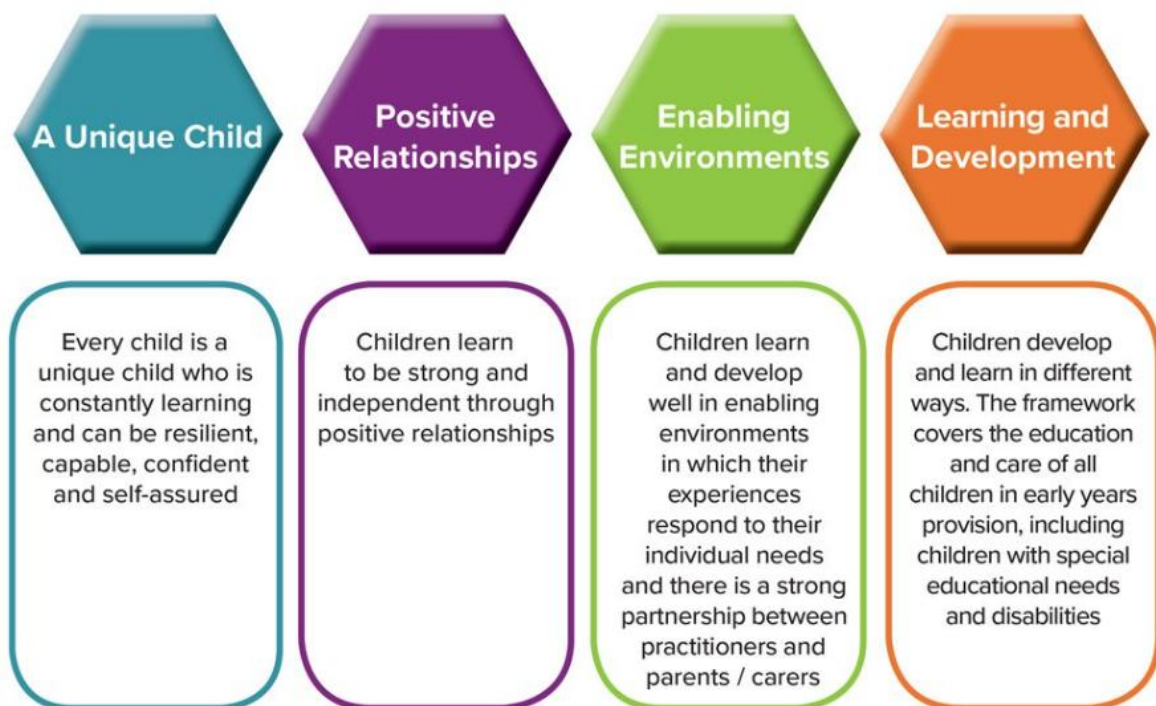 A Unique Child
Positive
Relationships
Enabling
Environments
Learning and
Development
Every child is a
unique child who is
constantly learning
and can be resilient,
capable, confident
and self-assured
Children learn
to be strong and
independent through
positive relationships
Children learn
and develop
well in enabling
environments
in which their
experiences
respond to their
individual needs
and there is a strong
partnership between
practitioners and
parents / carers
Children develop
and learn in different
ways. The framework
covers the education
and care of all
children in early years
provision, including
children with special
educational needs
and disabilities